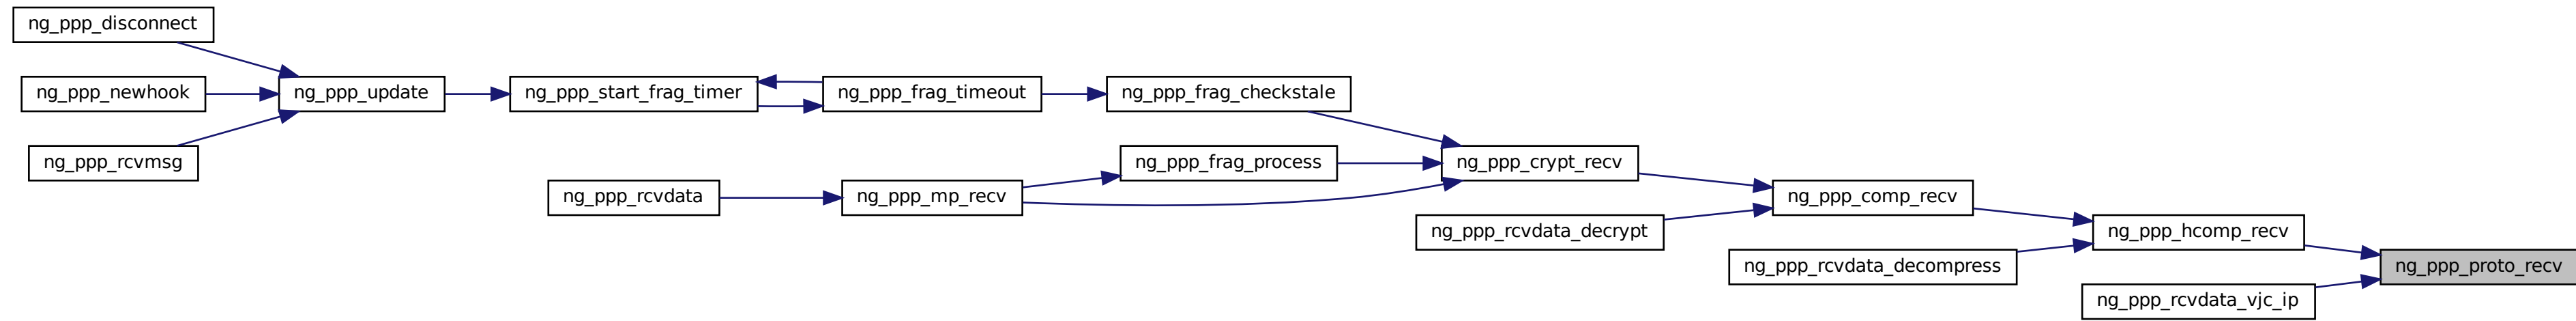 ng_ppp_disconnect
ng_ppp_newhook
ng_ppp_update
ng_ppp_start_frag_timer
ng_ppp_frag_timeout
ng_ppp_frag_checkstale
ng_ppp_rcvmsg
ng_ppp_frag_process
ng_ppp_crypt_recv
ng_ppp_rcvdata
ng_ppp_mp_recv
ng_ppp_comp_recv
ng_ppp_rcvdata_decrypt
ng_ppp_hcomp_recv
ng_ppp_rcvdata_decompress
ng_ppp_proto_recv
ng_ppp_rcvdata_vjc_ip